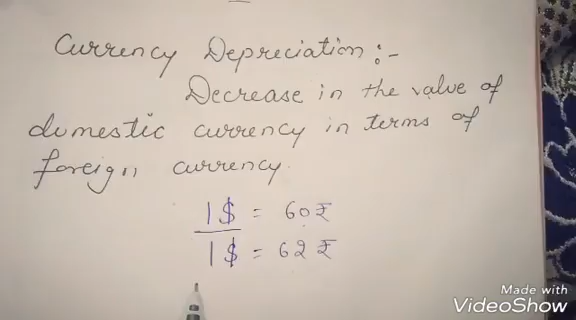 Currency Depreciation :-
Decrease in the value of
domestic currency in terms of
foreign currency.
1$ = 60₹
1$ = 62₹
Made with
VideoShow